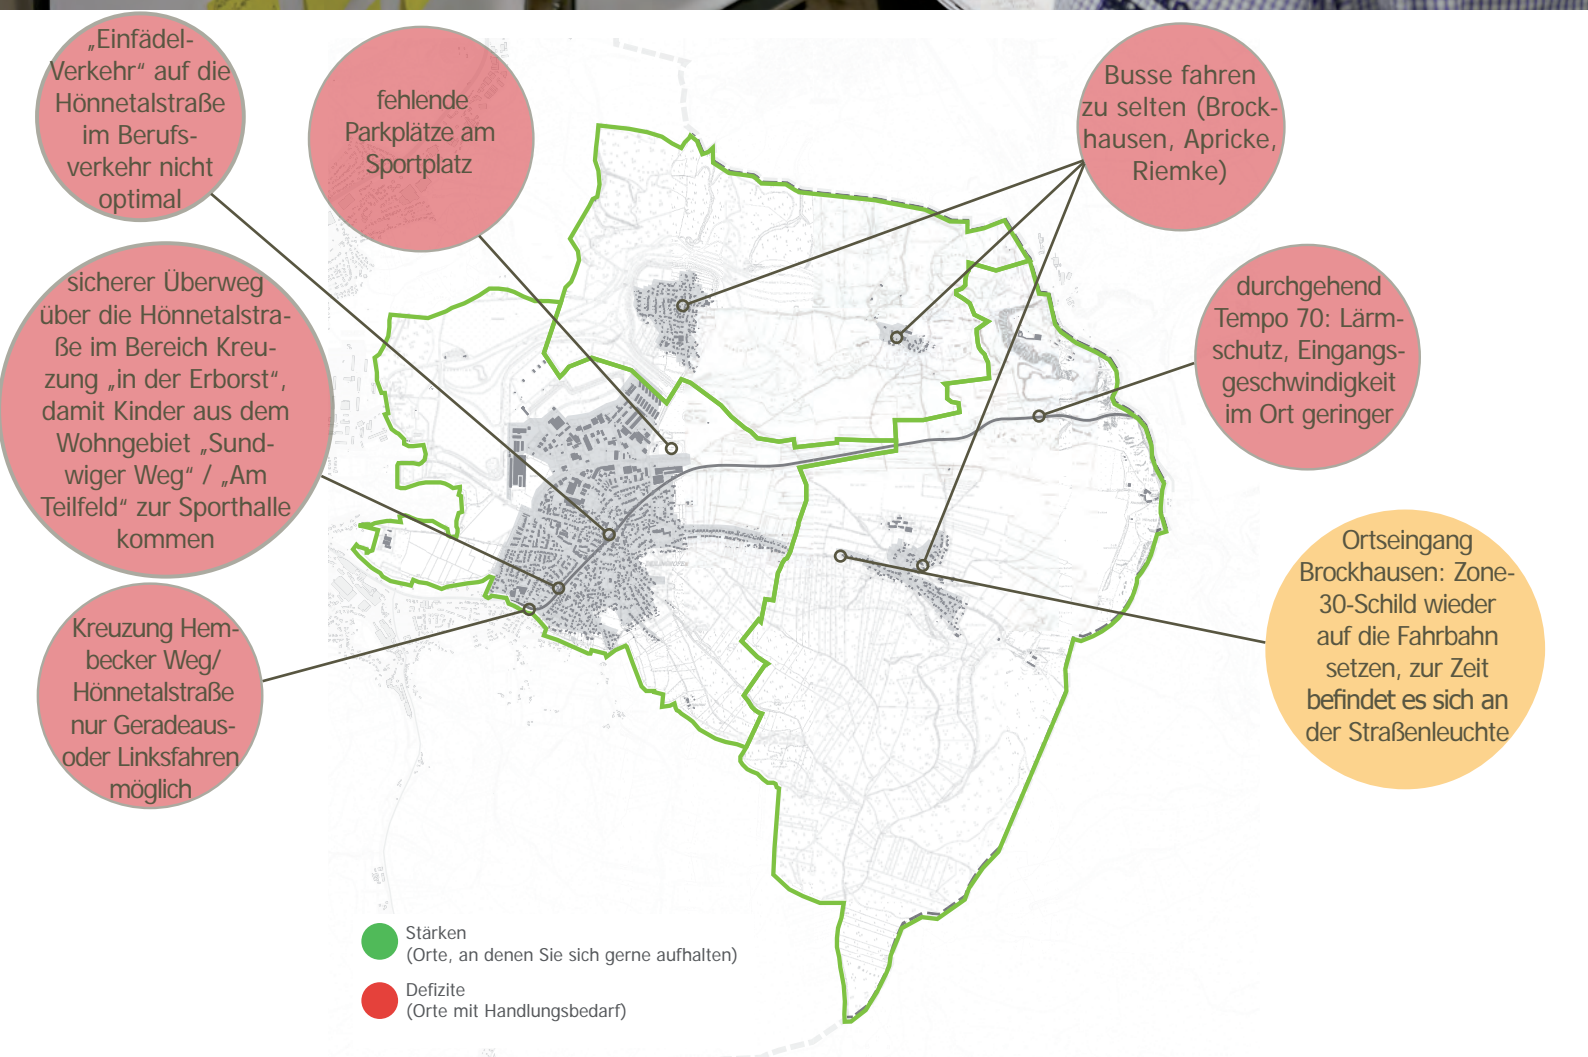 „Einfädel-
Verkehr“ auf die
Hönnetalstraße
im Berufs-
verkehr nicht
optimal
fehlende
Parkplätze am
Sportplatz
Busse fahren
zu selten (Brock-
hausen, Apricke,
Riemke)
sicherer Überweg
über die Hönnetalstra-
ße im Bereich Kreu-
zung „in der Erborst“,
damit Kinder aus dem
Wohngebiet „Sund-
wiger Weg“ / „Am
Teilfeld“ zur Sporthalle
kommen
durchgehend
Tempo 70: Lärm-
schutz, Eingangs-
geschwindigkeit
im Ort geringer
Kreuzung Hem-
becker Weg/
Hönnetalstraße
nur Geradeaus-
oder Linksfahren
möglich
Ortseingang
Brockhausen: Zone-
30-Schild wieder
auf die Fahrbahn
setzen, zur Zeit
befindet es sich an
der Straßenleuchte
Stärken
(Orte, an denen Sie sich gerne aufhalten)
Defizite
(Orte mit Handlungsbedarf)